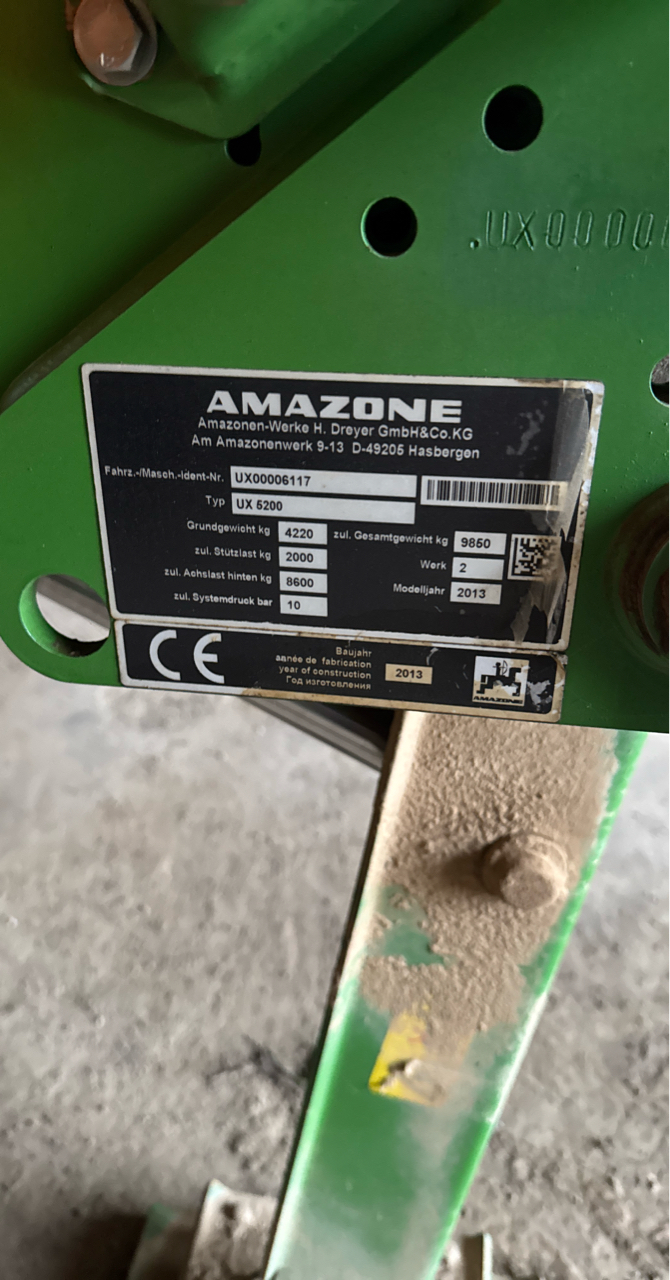 .UX0000
AMAZONE
Amazonen-Werke H. Dreyer GmbH&Co.KG
Am Amazonenwerk 9-13 D-49205 Hasbergen
Fahrz.-/Masch.-Ident-Nr. UX00006117
Typ UX 5200
Grundgewicht kg 4220 zul. Gesamtgewicht kg 9850
zul. Stützlast kg 2000 Werk 2
zul. Achslast hinten kg 8600 Modelljahr 2013
zul. Systemdruck bar 10
CE
Baujahr
année de fabrication
year of construction
Год изготовления
2013
AMAZONE